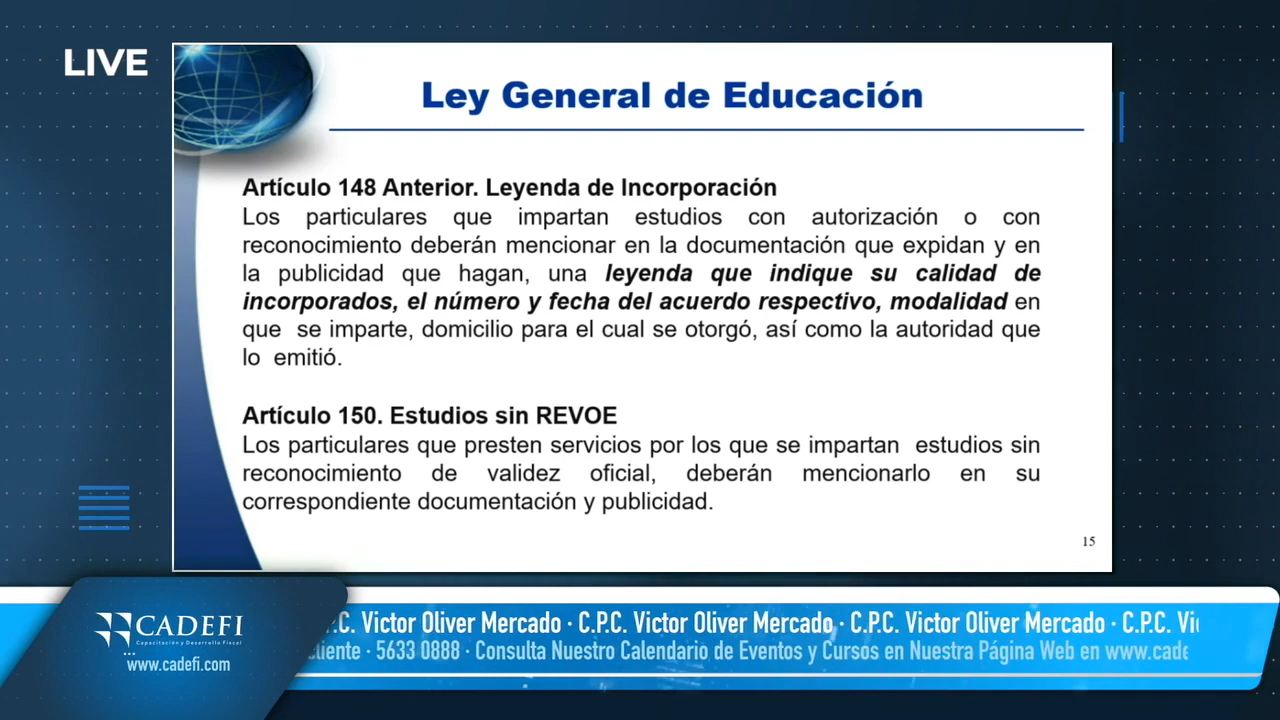 LIVE
Ley General de Educación
Artículo 148 Anterior. Leyenda de Incorporación
Los particulares que impartan estudios con autorización o con
reconocimiento deberán mencionar en la documentación que expidan y en
la publicidad que hagan, una leyenda que indique su calidad de
incorporados, el número y fecha del acuerdo respectivo, modalidad en
que se imparte, domicilio para el cual se otorgó, así como la autoridad que
lo emitió.
Artículo 150. Estudios sin REVOE
Los particulares que presten servicios por los que se impartan estudios sin
reconocimiento de validez oficial, deberán mencionarlo en su
correspondiente documentación y publicidad.
15
CADEFI
Capacitación y Desarrollo Fiscal
...
www.cadefi.com
.C. Victor Oliver Mercado · C.P.C. Victor Oliver Mercado · C.P.C. Victor Oliver Mercado · C.P.C. Vi
liente · 5633 0888 · Consulta Nuestro Calendario de Eventos y Cursos en Nuestra Página Web en www.cade